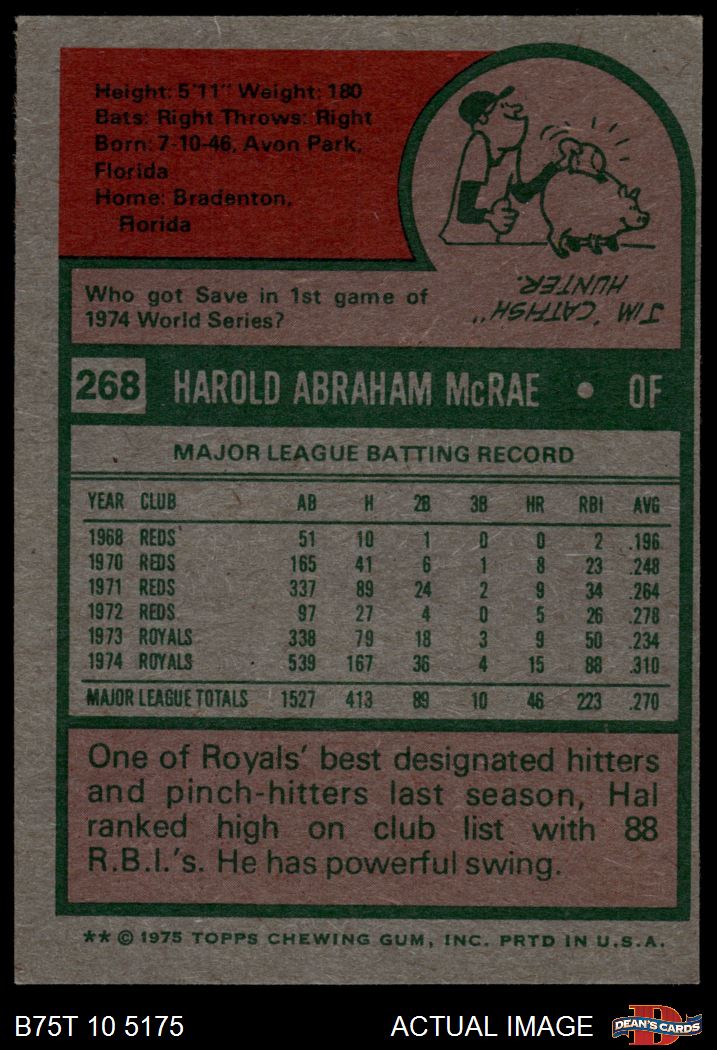 Height: 5'11" Weight: 180
Bats: Right Throws: Right
Born: 7-10-46, Avon Park,
Florida
Home: Bradenton,
Florida
Who got Save in 1st game of
1974 World Series?
JIM "CATFISH"
HUNTER.
268 HAROLD ABRAHAM McRAE • OF
MAJOR LEAGUE BATTING RECORD
YEAR CLUB AB H 2B 3B HR RBI AVG
1968 REDS 51 10 1 0 0 2 .196
1970 REDS 165 41 6 1 8 23 .248
1971 REDS 337 89 24 2 9 34 .264
1972 REDS 97 27 4 0 5 26 .278
1973 ROYALS 338 79 18 3 9 50 .234
1974 ROYALS 539 167 36 4 15 88 .310
MAJOR LEAGUE TOTALS 1527 413 89 10 46 223 .270
One of Royals' best designated hitters
and pinch-hitters last season, Hal
ranked high on club list with 88
R.B.I.'s. He has powerful swing.
** © 1975 TOPPS CHEWING GUM, INC. PRTD IN U.S.A.
B75T 10 5175 ACTUAL IMAGE D DEAN'S CARDS